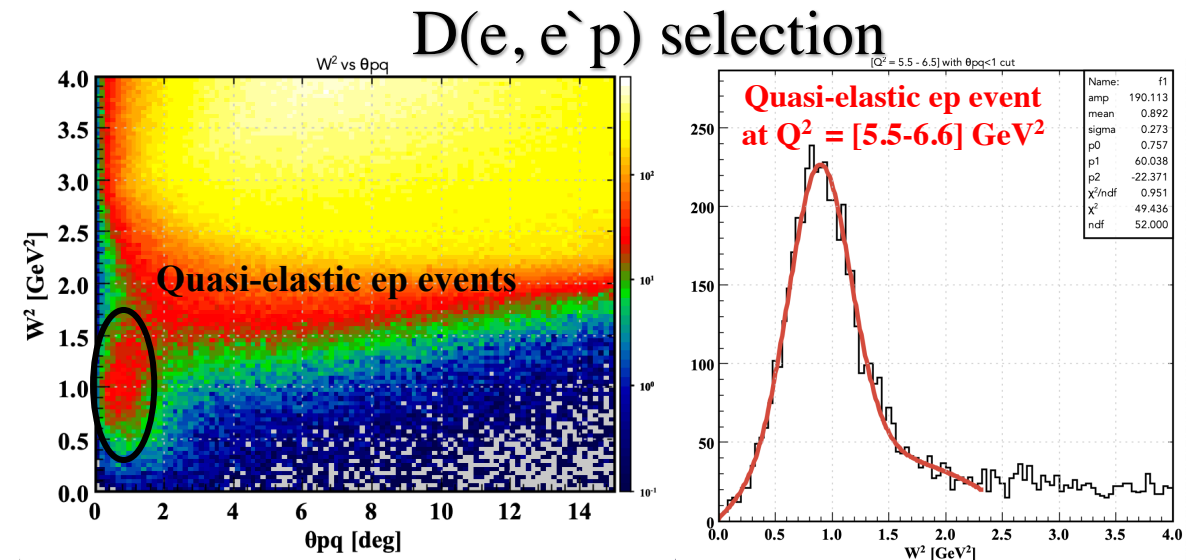 D(e, e`p) selection
W² vs θpq
4.0
3.5
3.0
2.5
2.0
1.5
1.0
0.5
0.0
W² [GeV²]
Quasi-elastic ep events
0 2 4 6 8 10 12 14
θpq [deg]
10²
10¹
10⁰
10⁻¹
[Q² = 5.5 - 6.5] with θpq<1 cut
Quasi-elastic ep event
at Q² = [5.5-6.6] GeV²
Name: f1
amp 190.113
mean 0.892
sigma 0.273
p0 0.757
p1 60.038
p2 -22.371
χ²/ndf 0.951
χ² 49.436
ndf 52.000
250
200
150
100
50
0
0.0 0.5 1.0 1.5 2.0 2.5 3.0 3.5 4.0
W² [GeV²]